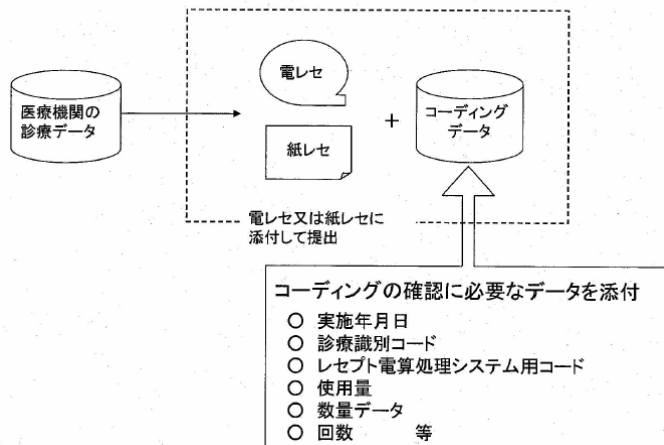 医療機関の
診療データ
電レセ
紙レセ
+
コーディング
データ
電レセ又は紙レセに
添付して提出
コーディングの確認に必要なデータを添付
○ 実施年月日
○ 診療識別コード
○ レセプト電算処理システム用コード
○ 使用量
○ 数量データ
○ 回数 等